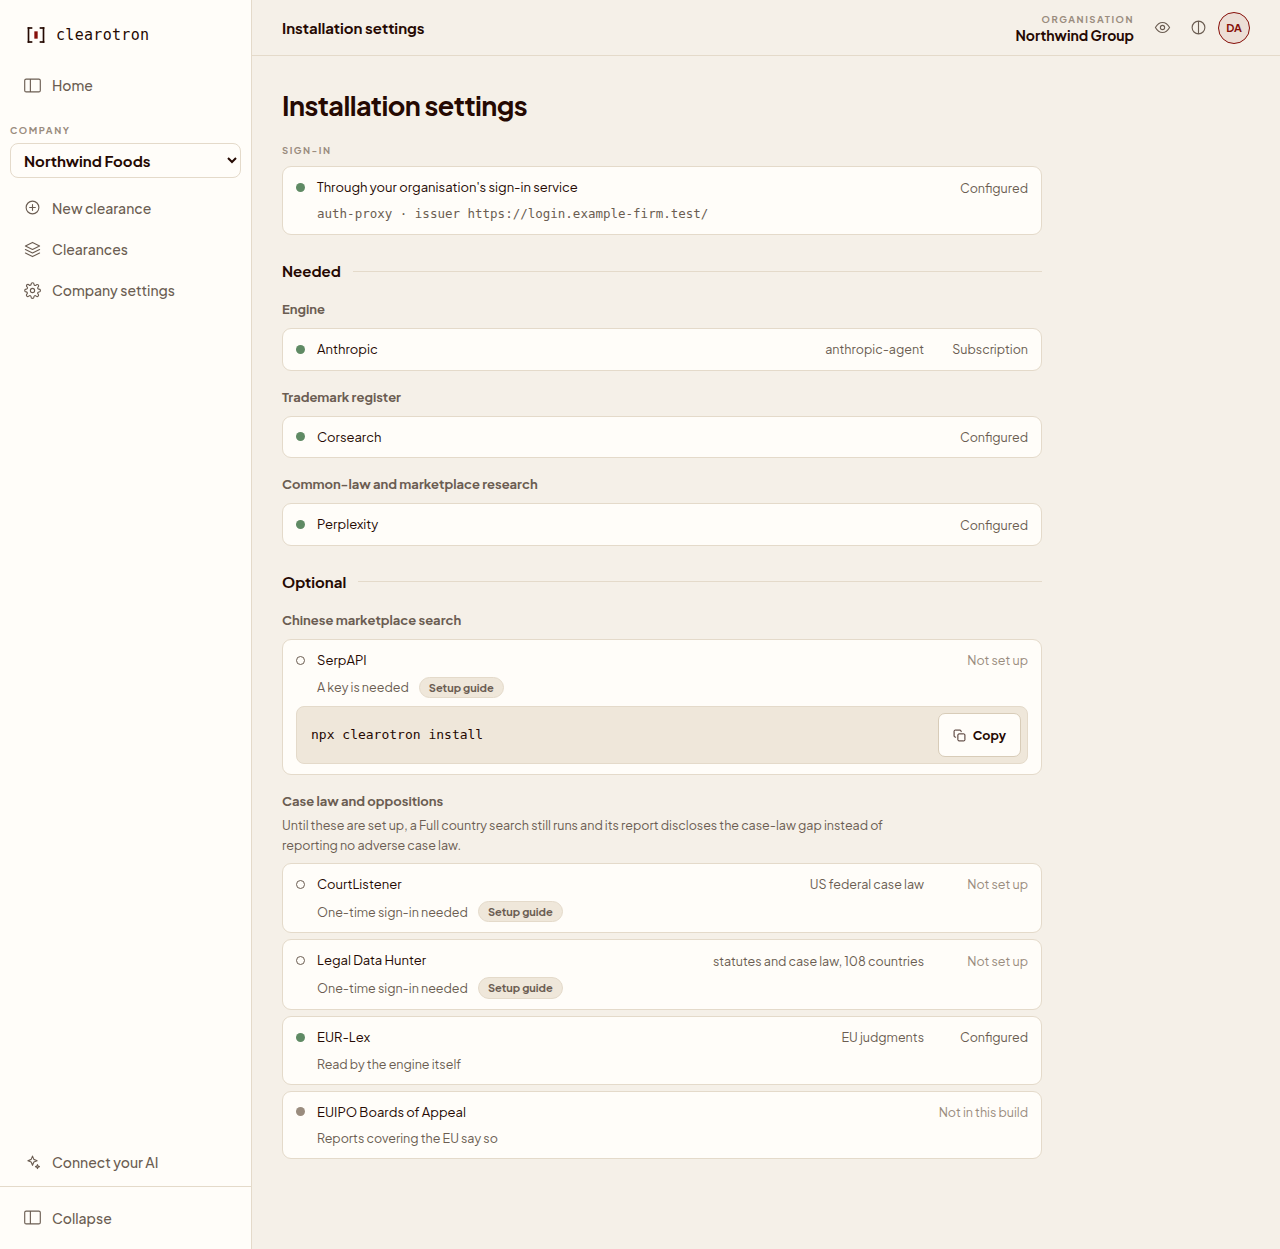 clearotron
Home
COMPANY
Northwind Foods
New clearance
Clearances
Company settings
Connect your AI
Collapse
Installation settings
ORGANISATION
Northwind Group
DA
Installation settings
SIGN-IN
Through your organisation's sign-in service
Configured
auth-proxy · issuer https://login.example-firm.test/
Needed
Engine
Anthropic
anthropic-agent
Subscription
Trademark register
Corsearch
Configured
Common-law and marketplace research
Perplexity
Configured
Optional
Chinese marketplace search
SerpAPI
Not set up
A key is needed
Setup guide
npx clearotron install
Copy
Case law and oppositions
Until these are set up, a Full country search still runs and its report discloses the case-law gap instead of
reporting no adverse case law.
CourtListener
US federal case law
Not set up
One-time sign-in needed
Setup guide
Legal Data Hunter
statutes and case law, 108 countries
Not set up
One-time sign-in needed
Setup guide
EUR-Lex
EU judgments
Configured
Read by the engine itself
EUIPO Boards of Appeal
Not in this build
Reports covering the EU say so